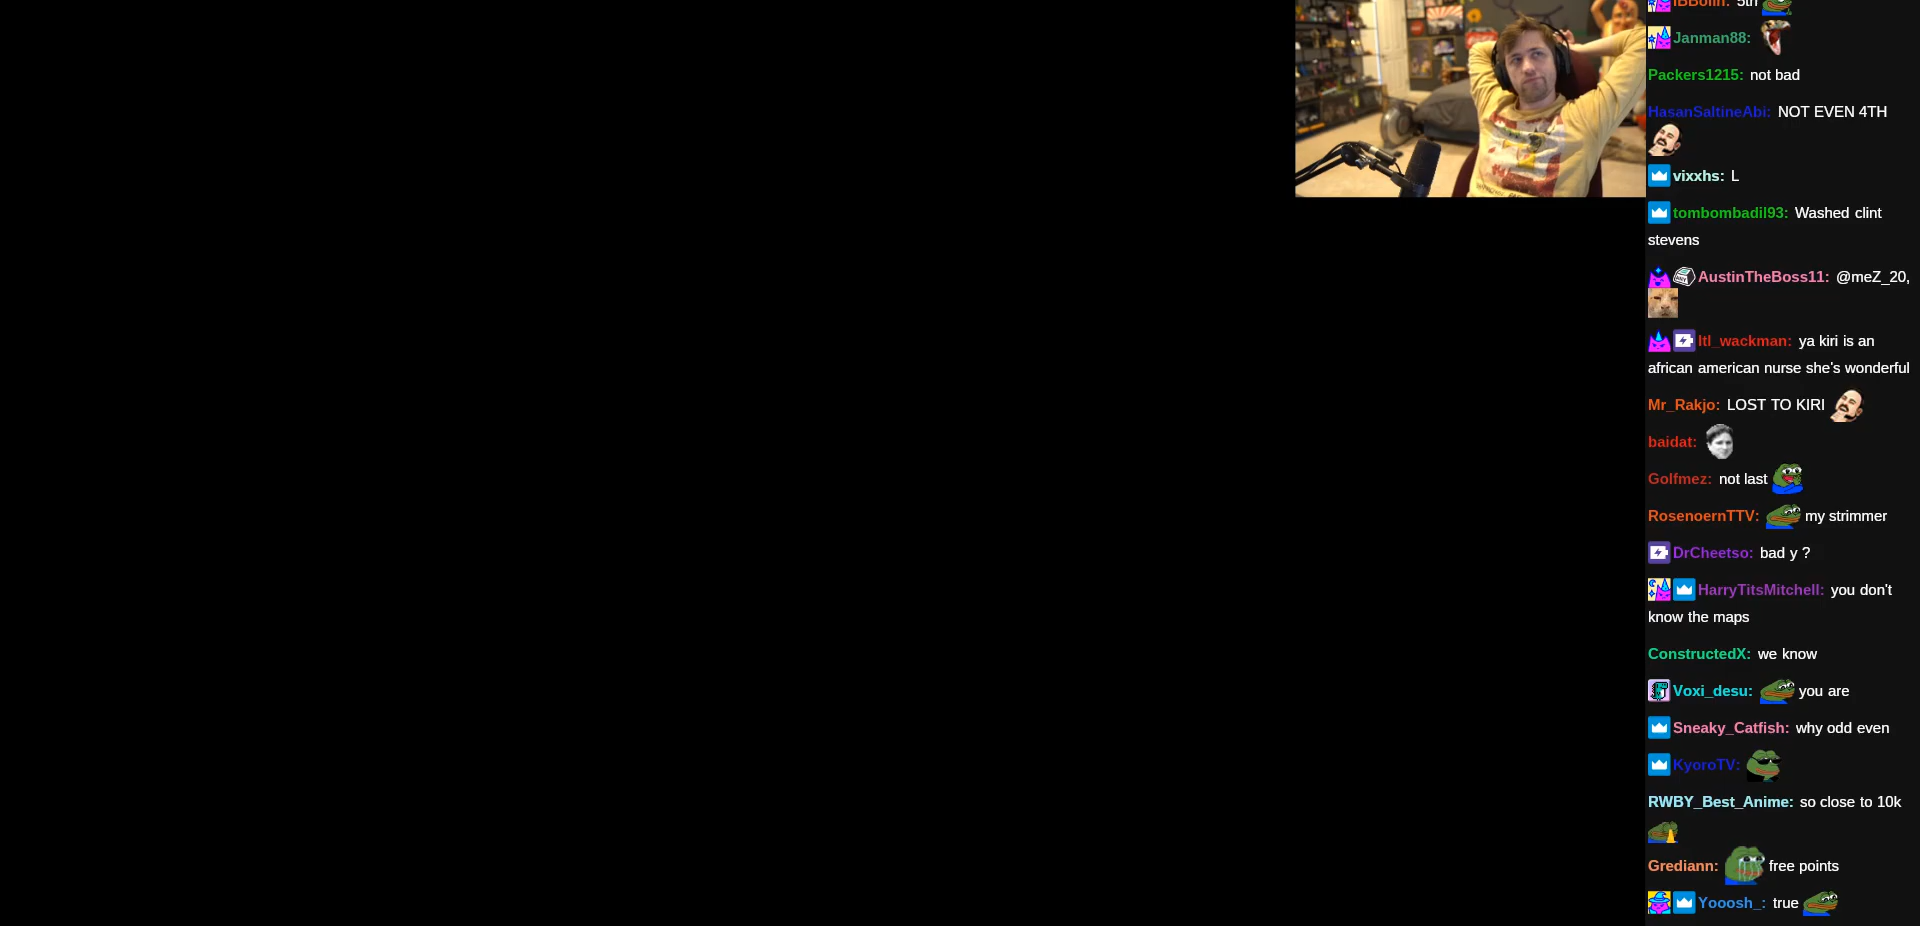 IBBolin: 5th
Janman88:
Packers1215: not bad
HasanSaltineAbi: NOT EVEN 4TH
vixxhs: L
tombombadil93: Washed clint
stevens
AustinTheBoss11: @meZ_20,
ltl_wackman: ya kiri is an
african american nurse she's wonderful
Mr_Rakjo: LOST TO KIRI
baidat:
Golfmez: not last
RosenoernTTV: my strimmer
DrCheetso: bad y ?
HarryTitsMitchell: you don't
know the maps
ConstructedX: we know
Voxi_desu: you are
Sneaky_Catfish: why odd even
KyoroTV:
RWBY_Best_Anime: so close to 10k
Grediann: free points
Yooosh_: true